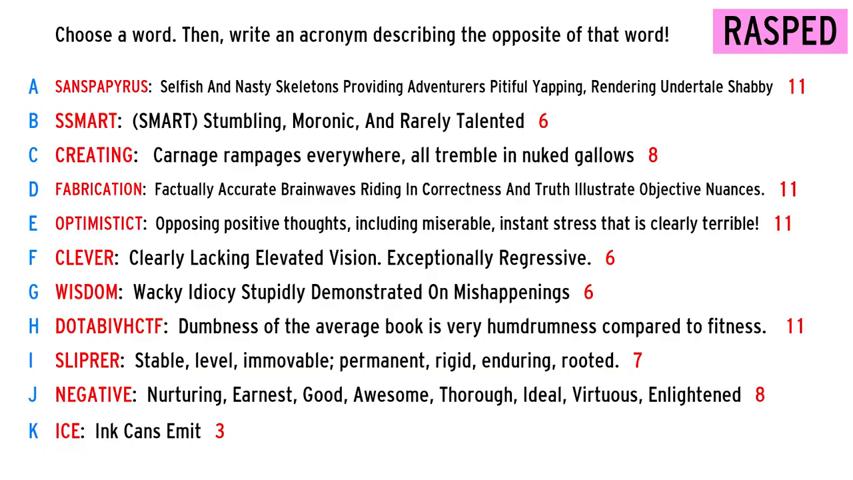 Choose a word. Then, write an acronym describing the opposite of that word!
RASPED
A SANSPAPYRUS: Selfish And Nasty Skeletons Providing Adventurers Pitiful Yapping, Rendering Undertale Shabby 11
B SSMART: (SMART) Stumbling, Moronic, And Rarely Talented 6
C CREATING: Carnage rampages everywhere, all tremble in nuked gallows 8
D FABRICATION: Factually Accurate Brainwaves Riding In Correctness And Truth Illustrate Objective Nuances. 11
E OPTIMISTICT: Opposing positive thoughts, including miserable, instant stress that is clearly terrible! 11
F CLEVER: Clearly Lacking Elevated Vision. Exceptionally Regressive. 6
G WISDOM: Wacky Idiocy Stupidly Demonstrated On Mishappenings 6
H DOTABIVHCTF: Dumbness of the average book is very humdrumness compared to fitness. 11
I SLIPRER: Stable, level, immovable; permanent, rigid, enduring, rooted. 7
J NEGATIVE: Nurturing, Earnest, Good, Awesome, Thorough, Ideal, Virtuous, Enlightened 8
K ICE: Ink Cans Emit 3